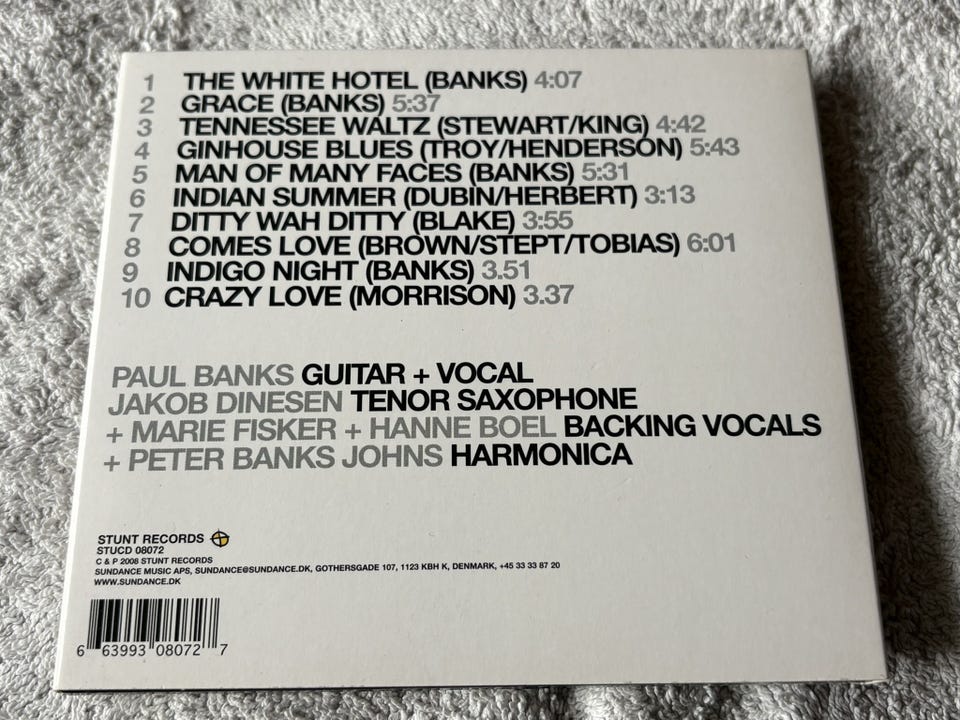 1 THE WHITE HOTEL (BANKS) 4:07
2 GRACE (BANKS) 5:37
3 TENNESSEE WALTZ (STEWART/KING) 4:42
4 GINHOUSE BLUES (TROY/HENDERSON) 5:43
5 MAN OF MANY FACES (BANKS) 5:31
6 INDIAN SUMMER (DUBIN/HERBERT) 3:13
7 DITTY WAH DITTY (BLAKE) 3:55
8 COMES LOVE (BROWN/STEPT/TOBIAS) 6:01
9 INDIGO NIGHT (BANKS) 3.51
10 CRAZY LOVE (MORRISON) 3.37
PAUL BANKS GUITAR + VOCAL
JAKOB DINESEN TENOR SAXOPHONE
+ MARIE FISKER + HANNE BOEL BACKING VOCALS
+ PETER BANKS JOHNS HARMONICA
STUNT RECORDS
STUCD 08072
C & P 2008 STUNT RECORDS
SUNDANCE MUSIC APS, SUNDANCE@SUNDANCE.DK, GOTHERSGADE 107, 1123 KBH K, DENMARK, +45 33 33 87 20
WWW.SUNDANCE.DK
6 63993 08072 7